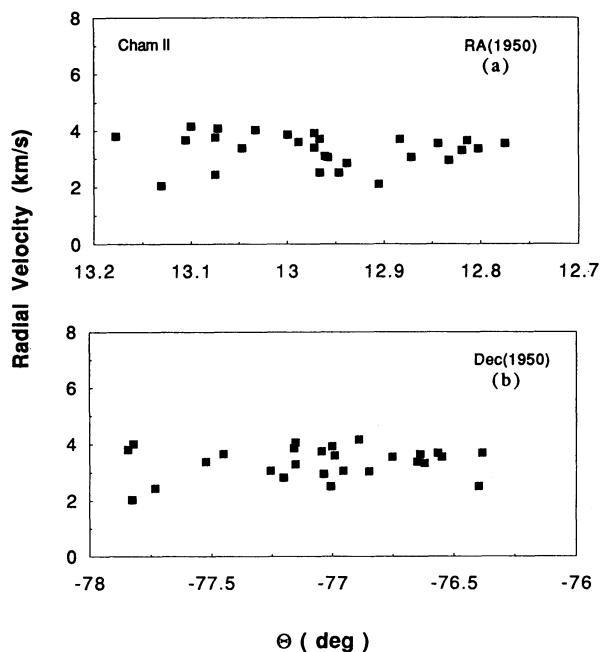 Radial Velocity (km/s)
Cham II
RA(1950)
(a)
8
6
4
2
0
13.2 13.1 13 12.9 12.8 12.7
Dec(1950)
(b)
8
6
4
2
0
-78 -77.5 -77 -76.5 -76
Θ ( deg )